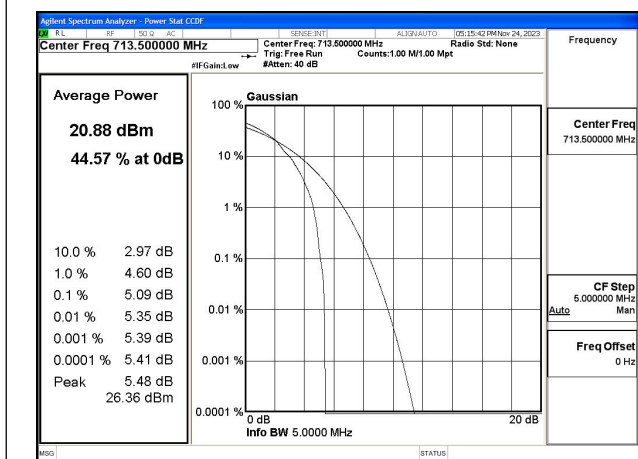 Agilent Spectrum Analyzer - Power Stat CCDF
LXI RL RF 50 Ω AC SENSE:INT ALIGN AUTO 05:15:42 PM Nov 24, 2023
Center Freq 713.500000 MHz
Center Freq: 713.500000 MHz Radio Std: None
Trig: Free Run Counts:1.00 M/1.00 Mpt
#IFGain:Low #Atten: 40 dB
Frequency
Average Power
20.88 dBm
44.57 % at 0dB
10.0 % 2.97 dB
1.0 % 4.60 dB
0.1 % 5.09 dB
0.01 % 5.35 dB
0.001 % 5.39 dB
0.0001 % 5.41 dB
Peak 5.48 dB
26.36 dBm
Gaussian
100 %
10 %
1 %
0.1 %
0.01 %
0.001 %
0.0001 %
0 dB 20 dB
Info BW 5.0000 MHz
Center Freq
713.500000 MHz
CF Step
5.000000 MHz
Auto Man
Freq Offset
0 Hz
MSG STATUS